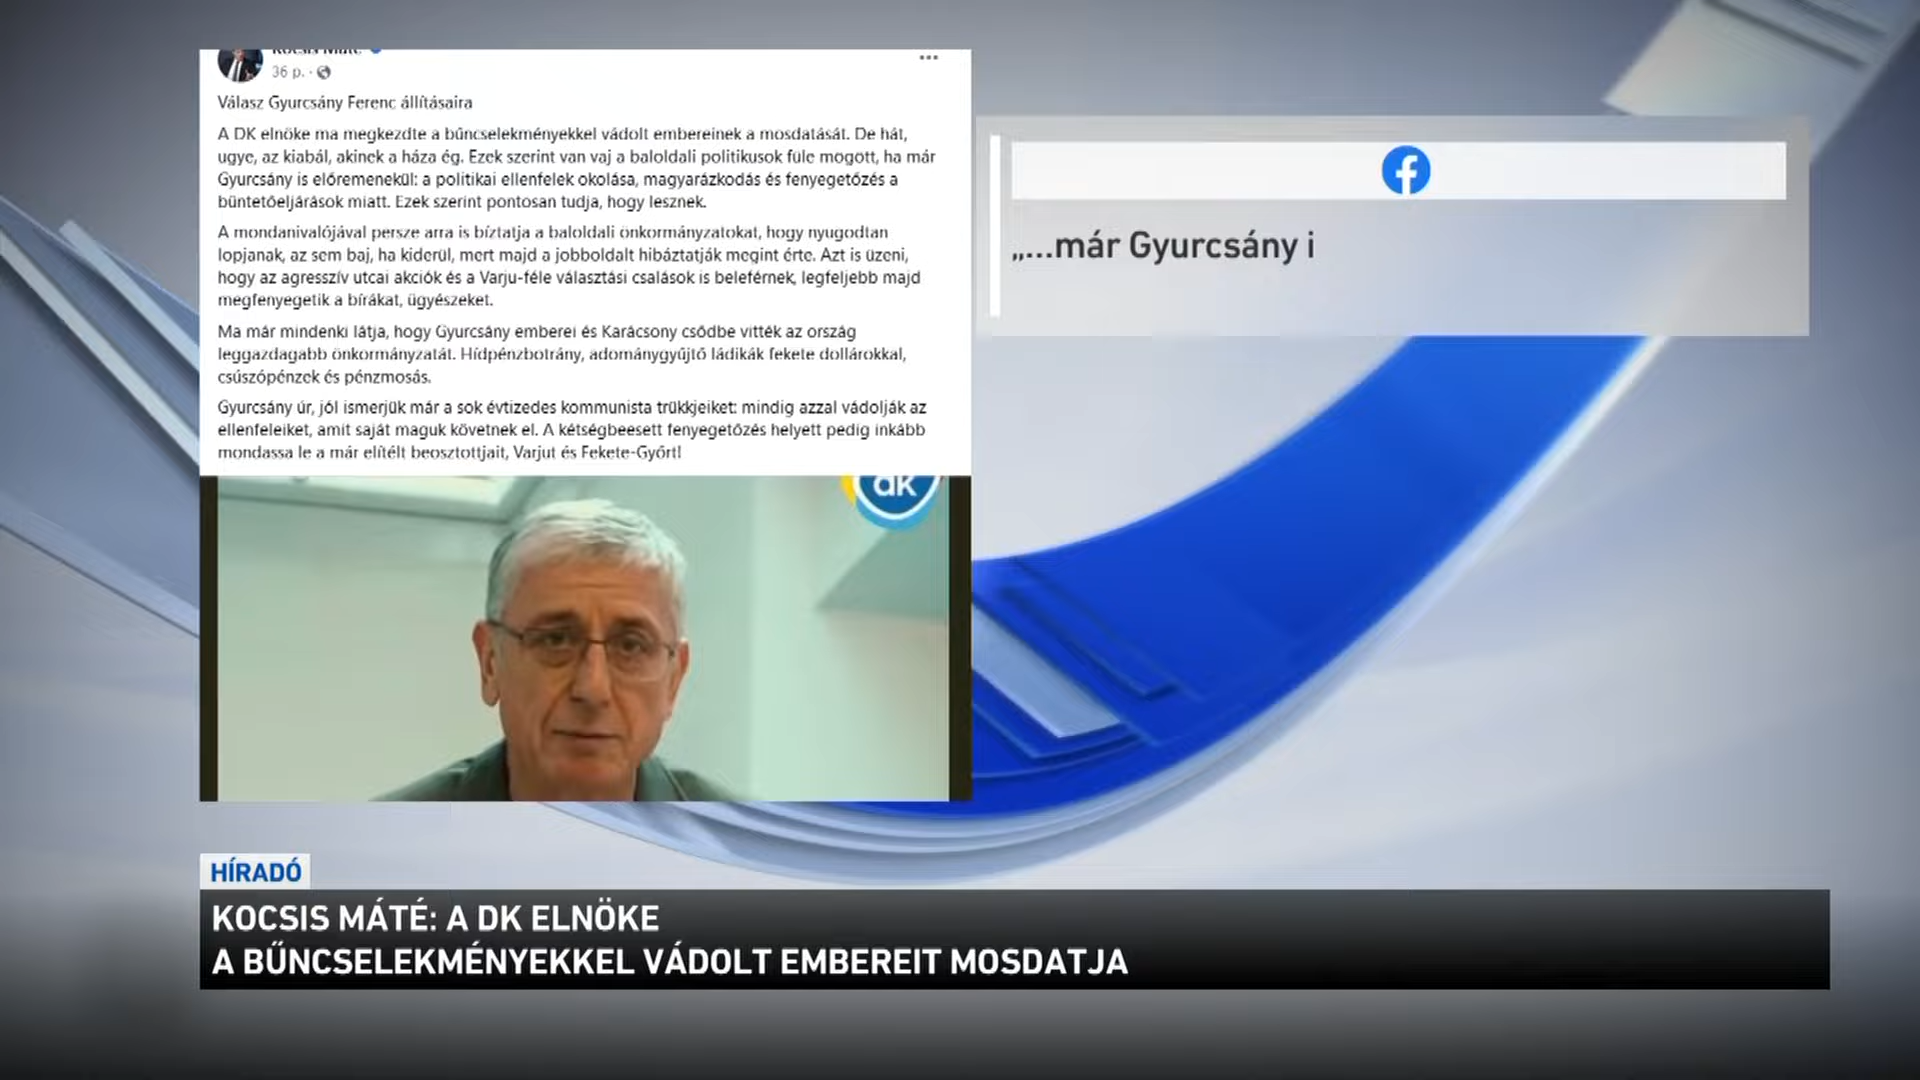 Kocsis Máté
36 p.
Válasz Gyurcsány Ferenc állításaira
A DK elnöke ma megkezdte a bűncselekményekkel vádolt embereinek a mosdatását. De hát,
ugye, az kiabál, akinek a háza ég. Ezek szerint van vaj a baloldali politikusok füle mögött, ha már
Gyurcsány is előremenekül: a politikai ellenfelek okolása, magyarázkodás és fenyegetőzés a
büntetőeljárások miatt. Ezek szerint pontosan tudja, hogy lesznek.
A mondanivalójával persze arra is bíztatja a baloldali önkormányzatokat, hogy nyugodtan
lopjanak, az sem baj, ha kiderül, mert majd a jobboldalt hibáztatják megint érte. Azt is üzeni,
hogy az agresszív utcai akciók és a Varju-féle választási csalások is beleférnek, legfeljebb majd
megfenyegetik a bírákat, ügyészeket.
Ma már mindenki látja, hogy Gyurcsány emberei és Karácsony csődbe vitték az ország
leggazdagabb önkormányzatát. Hídpénzbotrány, adománygyűjtő ládikák fekete dollárokkal,
csúszópénzek és pénzmosás.
Gyurcsány úr, jól ismerjük már a sok évtizedes kommunista trükkjeiket: mindig azzal vádolják az
ellenfeleiket, amit saját maguk követnek el. A kétségbeesett fenyegetőzés helyett pedig inkább
mondassa le a már elítélt beosztottjait, Varjut és Fekete-Győrt!
dk
„...már Gyurcsány i
HÍRADÓ
KOCSIS MÁTÉ: A DK ELNÖKE
A BŰNCSELEKMÉNYEKKEL VÁDOLT EMBEREIT MOSDATJA